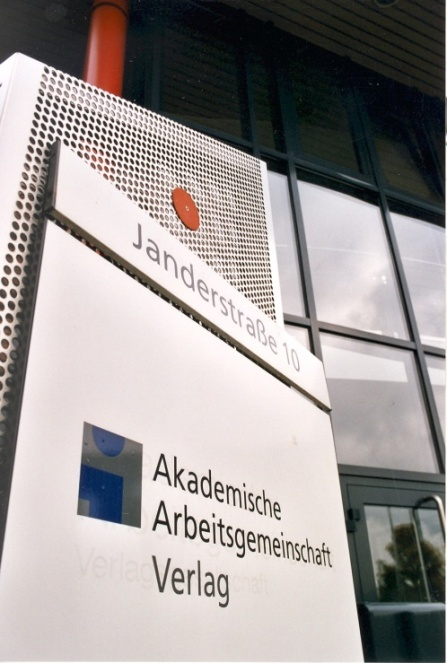 Janderstraße 10
Akademische
Arbeitsgemeinschaft
Verlag